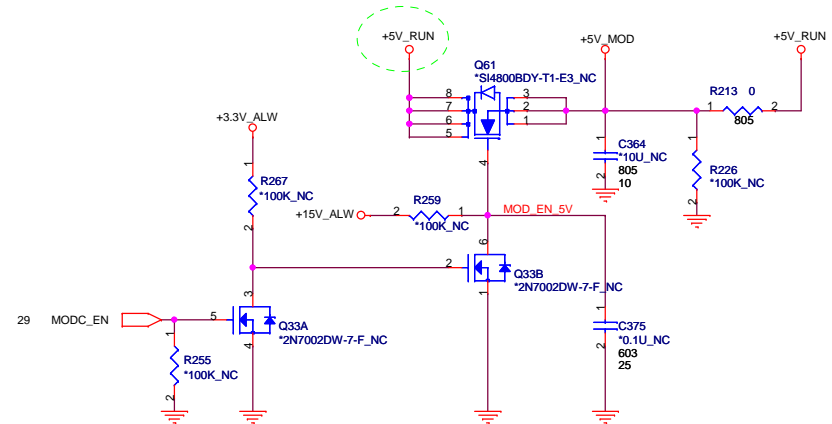 +5V_RUN
+5V_MOD
+5V_RUN
Q61
*SI4800BDY-T1-E3_NC
8
7
6
5
3
2
1
4
R213 0
1
2
805
+3.3V_ALW
1
R267
*100K_NC
2
1
C364
*10U_NC
805
10
2
1
R226
*100K_NC
2
+15V_ALW
2
R259
1
*100K_NC
MOD_EN_5V
6
2
Q33B
*2N7002DW-7-F_NC
1
29 MODC_EN
5
3
Q33A
*2N7002DW-7-F_NC
4
1
R255
*100K_NC
2
1
C375
*0.1U_NC
603
25
2